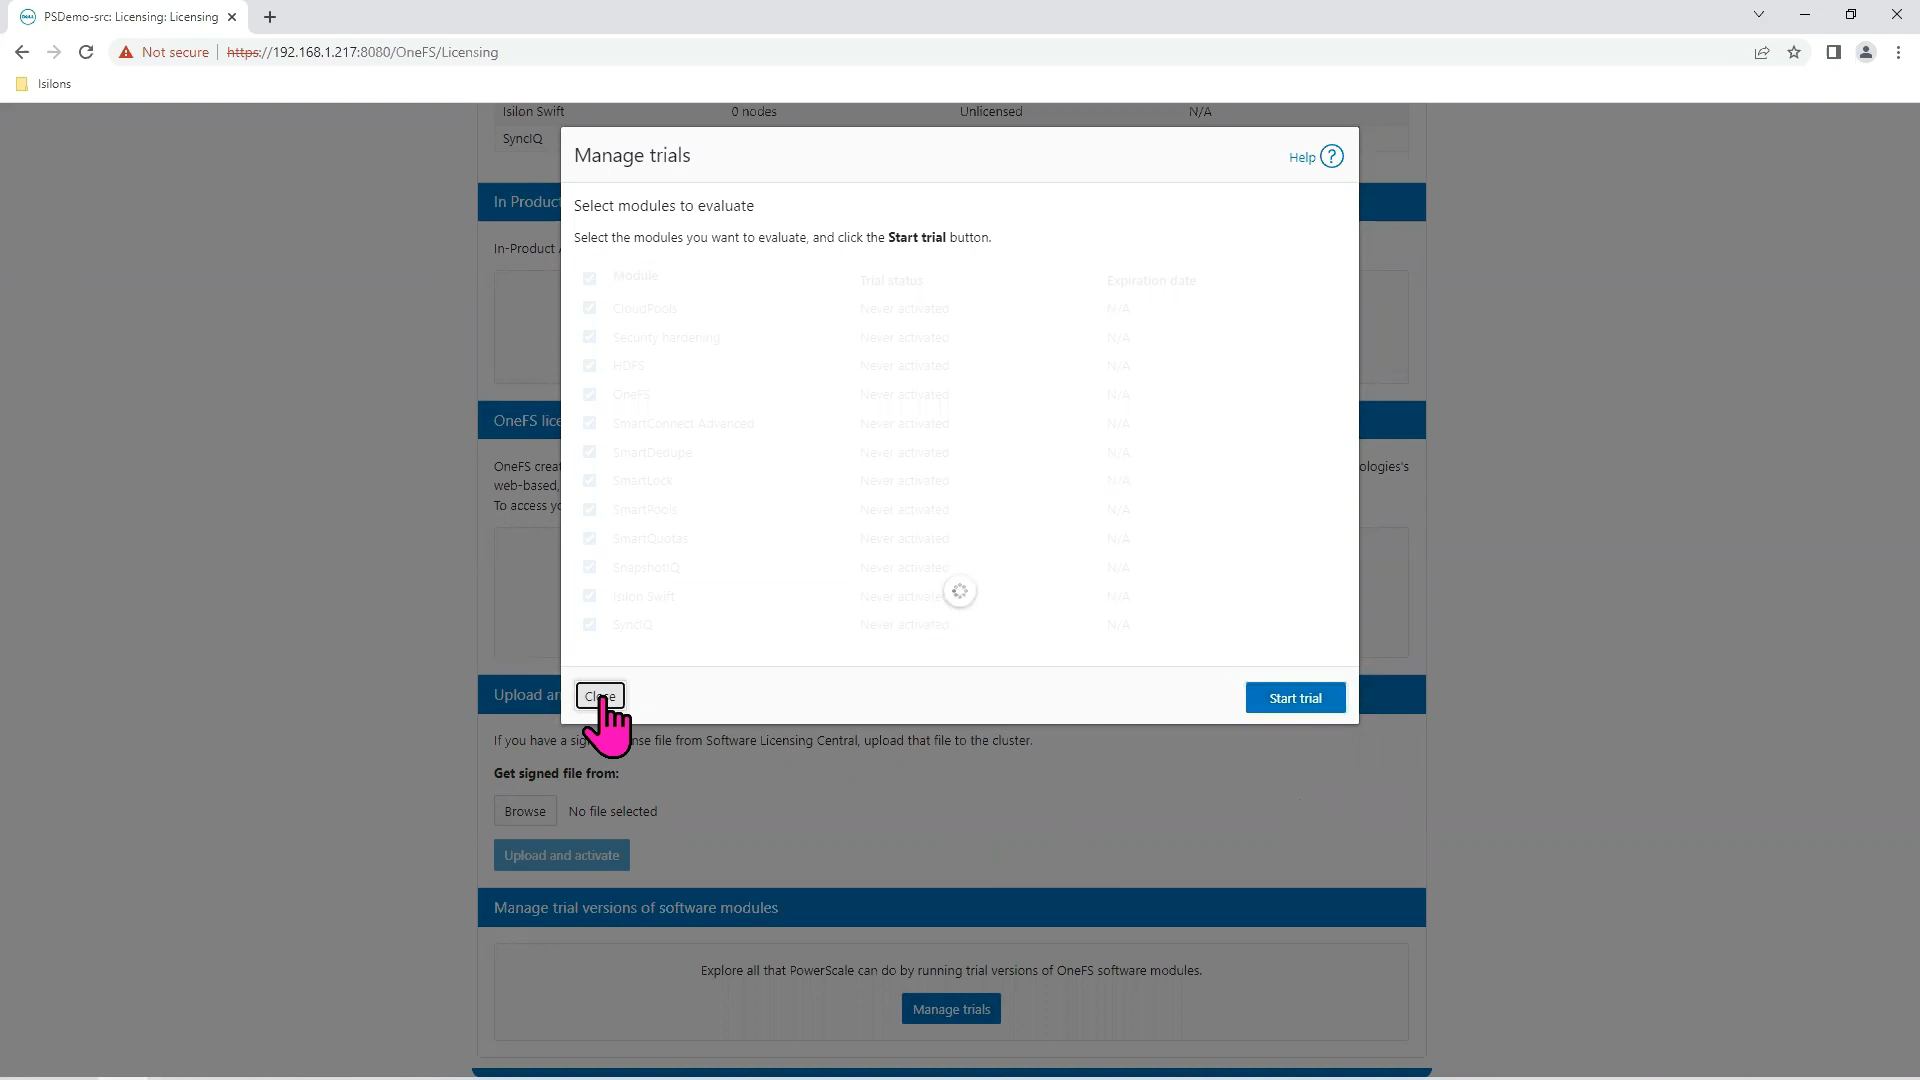 PSDemo-src: Licensing: Licensing
Not secure
https://192.168.1.217:8080/OneFS/Licensing
Isilons
Isilon Swift 0 nodes Unlicensed N/A
SyncIQ
Manage trials
Help ?
Select modules to evaluate
Select the modules you want to evaluate, and click the Start trial button.
Module Trial status Expiration date
CloudPools Never activated N/A
Security hardening Never activated N/A
HDFS Never activated N/A
OneFS Never activated N/A
SmartConnect Advanced Never activated N/A
SmartDedupe Never activated N/A
SmartLock Never activated N/A
SmartPools Never activated N/A
SmartQuotas Never activated N/A
SnapshotIQ Never activated N/A
Isilon Swift Never activated N/A
SyncIQ Never activated N/A
Close
Start trial
In Product
In-Product
OneFS lice
OneFS creat
ologies's
web-based,
To access yo
Upload an
If you have a sig nse file from Software Licensing Central, upload that file to the cluster.
Get signed file from:
Browse No file selected
Upload and activate
Manage trial versions of software modules
Explore all that PowerScale can do by running trial versions of OneFS software modules.
Manage trials